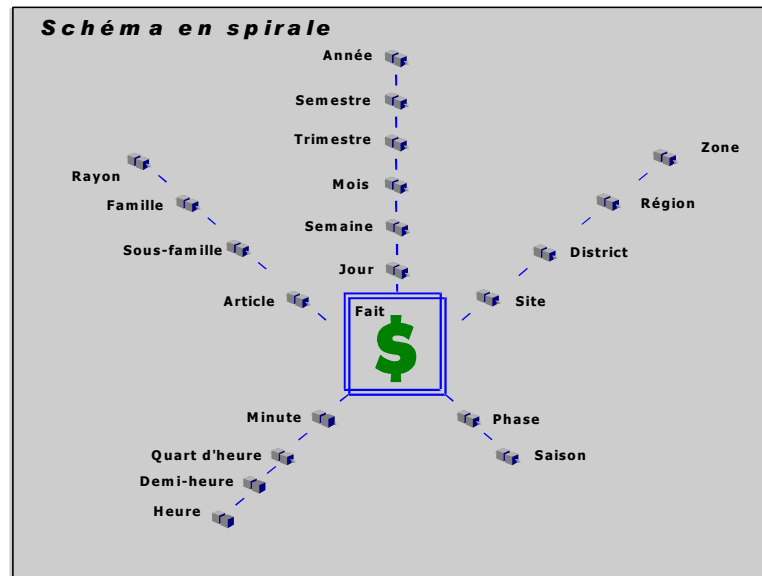 Schéma en spirale
Année
Semestre
Trimestre
Zone
Rayon
Mois
Famille
Région
Semaine
Sous-famille
District
Jour
Article
Site
Fait
$
Minute
Phase
Quart d'heure
Saison
Demi-heure
Heure